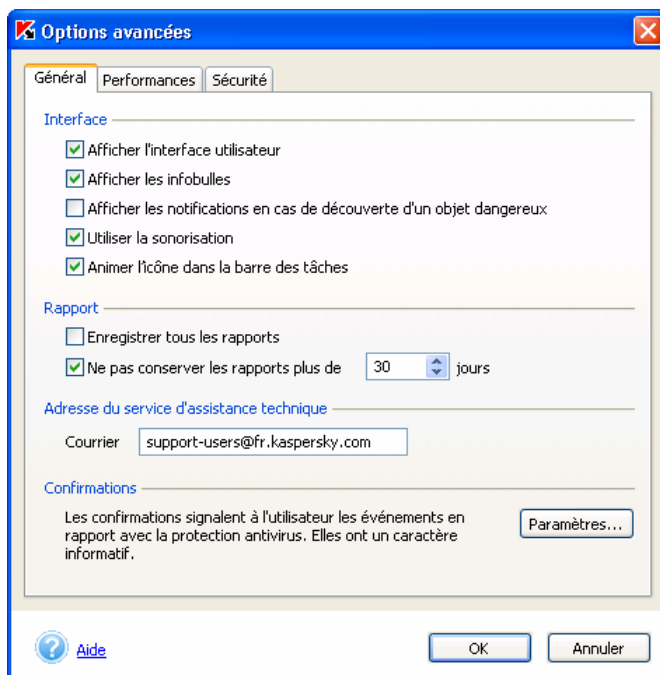 Options avancées
Général Performances Sécurité
Interface
Afficher l'interface utilisateur
Afficher les infobulles
Afficher les notifications en cas de découverte d'un objet dangereux
Utiliser la sonorisation
Animer l'icône dans la barre des tâches
Rapport
Enregistrer tous les rapports
Ne pas conserver les rapports plus de 30 jours
Adresse du service d'assistance technique
Courrier support-users@fr.kaspersky.com
Confirmations
Les confirmations signalent à l'utilisateur les événements en
rapport avec la protection antivirus. Elles ont un caractère
informatif.
Paramètres...
Aide OK Annuler